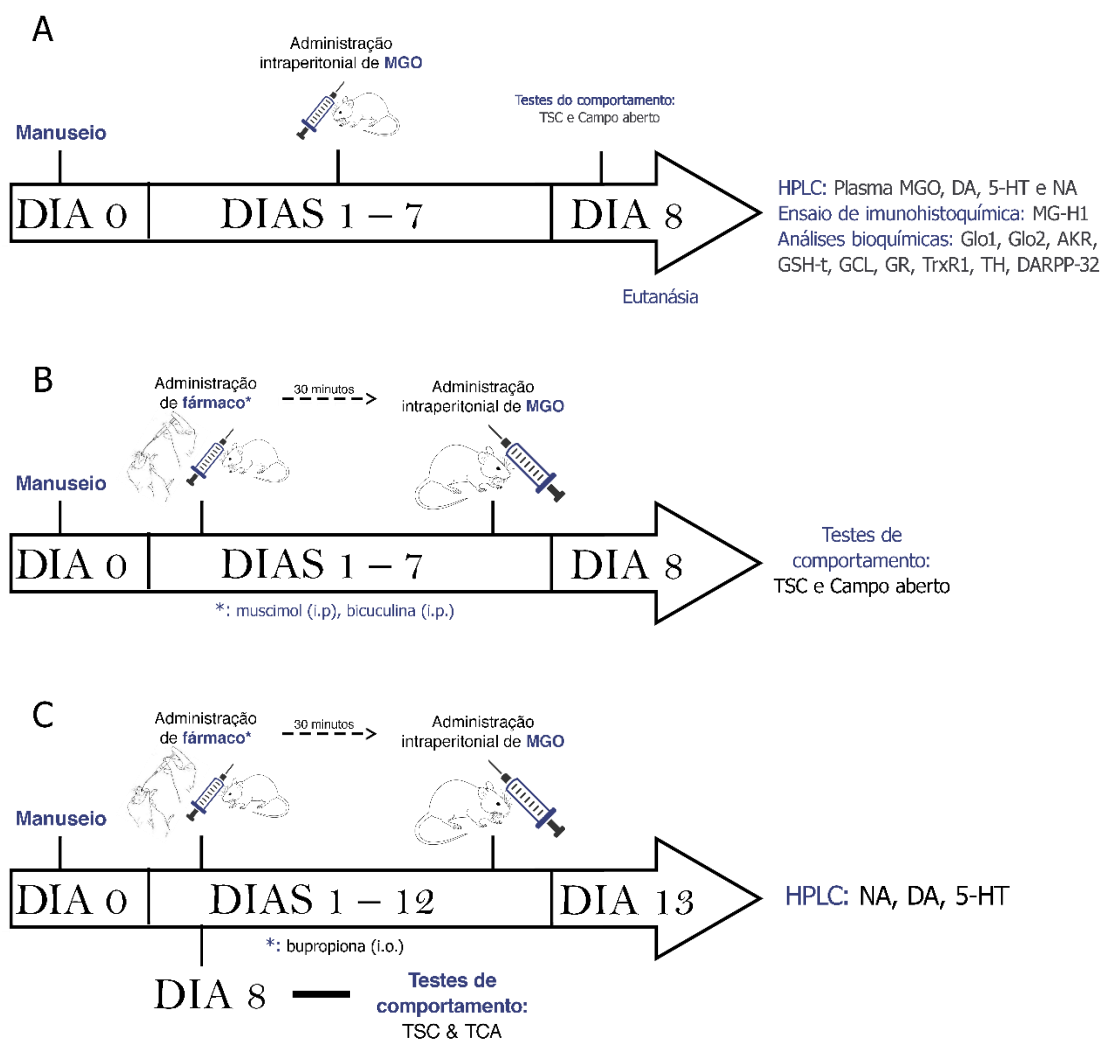 A
Administração
intraperitonial de MGO
Testes do comportamento:
TSC e Campo aberto
Manuseio
DIA 0
DIAS 1 – 7
DIA 8
HPLC: Plasma MGO, DA, 5-HT e NA
Ensaio de imunohistoquímica: MG-H1
Análises bioquímicas: Glo1, Glo2, AKR,
GSH-t, GCL, GR, TrxR1, TH, DARPP-32
Eutanásia
B
Administração
de fármaco*
30 minutos
Administração
intraperitonial de MGO
Manuseio
DIA 0
DIAS 1 – 7
DIA 8
Testes de
comportamento:
TSC e Campo aberto
*: muscimol (i.p), bicuculina (i.p.)
C
Administração
de fármaco*
30 minutos
Administração
intraperitonial de MGO
Manuseio
DIA 0
DIAS 1 – 12
DIA 13
HPLC: NA, DA, 5-HT
*: bupropiona (i.o.)
DIA 8
Testes de
comportamento:
TSC & TCA